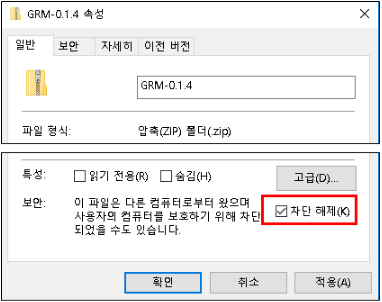 GRM-0.1.4 속성
일반 보안 자세히 이전 버전
GRM-0.1.4
파일 형식: 압축(ZIP) 폴더(.zip)
특성: 읽기 전용(R) 숨김(H) 고급(D)...
보안: 이 파일은 다른 컴퓨터로부터 왔으며 차단 해제(K)
사용자의 컴퓨터를 보호하기 위해 차단
되었을 수도 있습니다.
확인 취소 적용(A)